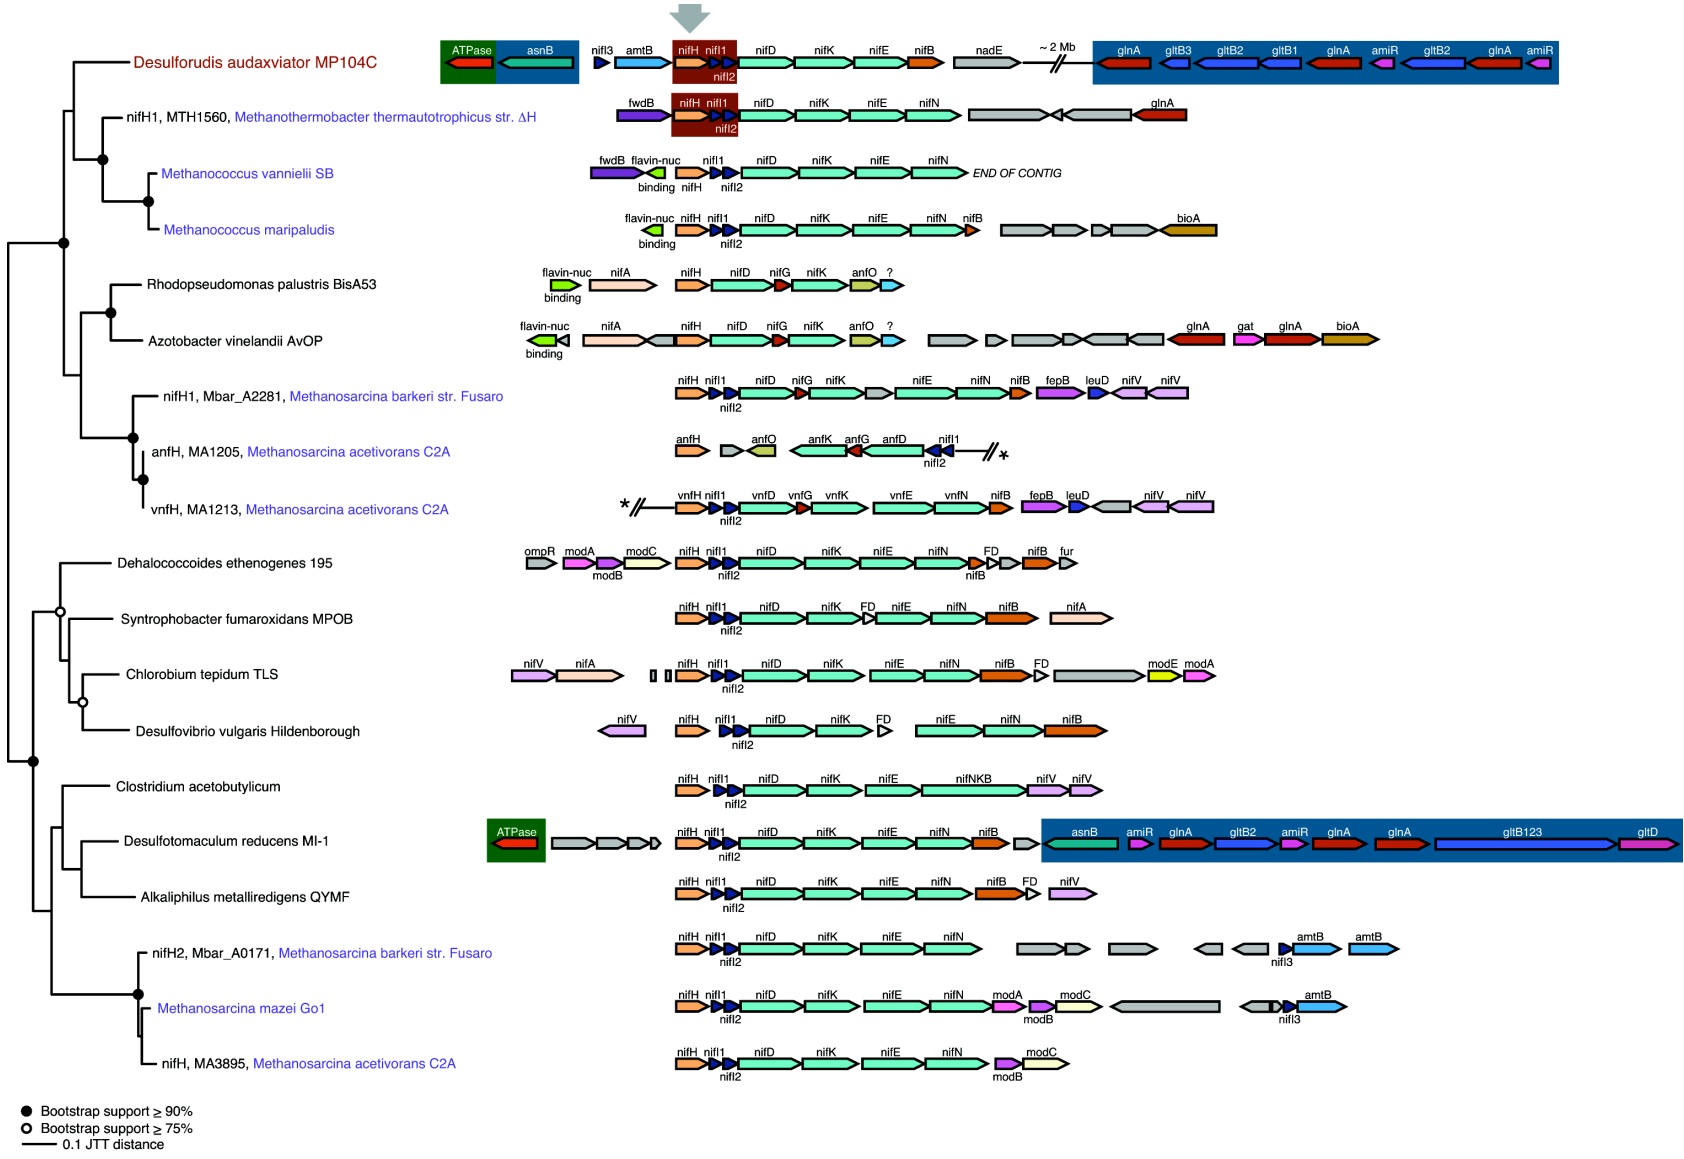 Desulforudis audaxviator MP104C ATPase asnB nifI3 amtB nifH nifI1 nifI2 nifD nifK nifE nifB nadE ~ 2 Mb glnA gltB3 gltB2 gltB1 glnA amiR gltB2 glnA amiR
nifH1, MTH1560, Methanothermobacter thermautotrophicus str. ΔH fwdB nifH nifI1 nifI2 nifD nifK nifE nifN glnA
Methanococcus vannielii SB fwdB flavin-nuc binding nifH nifI1 nifI2 nifD nifK nifE nifN END OF CONTIG
Methanococcus maripaludis flavin-nuc binding nifH nifI1 nifI2 nifD nifK nifE nifN nifB bioA
Rhodopseudomonas palustris BisA53 flavin-nuc binding nifA nifH nifD nifG nifK anfO ?
Azotobacter vinelandii AvOP flavin-nuc binding nifA nifH nifD nifG nifK anfO ? glnA gat glnA bioA
nifH1, Mbar_A2281, Methanosarcina barkeri str. Fusaro nifH nifI1 nifI2 nifD nifG nifK nifE nifN nifB fepB leuD nifV nifV
anfH, MA1205, Methanosarcina acetivorans C2A anfH anfO anfK anfG anfD nifI2 nifI1 *
vnfH, MA1213, Methanosarcina acetivorans C2A * vnfH nifI1 nifI2 vnfD vnfG vnfK vnfE vnfN nifB fepB leuD nifV nifV
Dehalococcoides ethenogenes 195 ompR modA modB modC nifH nifI1 nifI2 nifD nifK nifE nifN nifB FD nifB fur
Syntrophobacter fumaroxidans MPOB nifH nifI1 nifI2 nifD nifK FD nifE nifN nifB nifA
Chlorobium tepidum TLS nifV nifA nifH nifI1 nifI2 nifD nifK nifE nifN nifB FD modE modA
Desulfovibrio vulgaris Hildenborough nifV nifH nifI1 nifI2 nifD nifK FD nifE nifN nifB
Clostridium acetobutylicum nifH nifI1 nifI2 nifD nifK nifE nifNKB nifV nifV
Desulfotomaculum reducens MI-1 ATPase nifH nifI1 nifI2 nifD nifK nifE nifN nifB asnB amiR glnA gltB2 amiR glnA glnA gltB123 gltD
Alkaliphilus metalliredigens QYMF nifH nifI1 nifI2 nifD nifK nifE nifN nifB FD nifV
nifH2, Mbar_A0171, Methanosarcina barkeri str. Fusaro nifH nifI1 nifI2 nifD nifK nifE nifN nifI3 amtB amtB
Methanosarcina mazei Go1 nifH nifI1 nifI2 nifD nifK nifE nifN modA modB modC nifI3 amtB
nifH, MA3895, Methanosarcina acetivorans C2A nifH nifI1 nifI2 nifD nifK nifE nifN modB modC
Bootstrap support ≥ 90%
Bootstrap support ≥ 75%
0.1 JTT distance